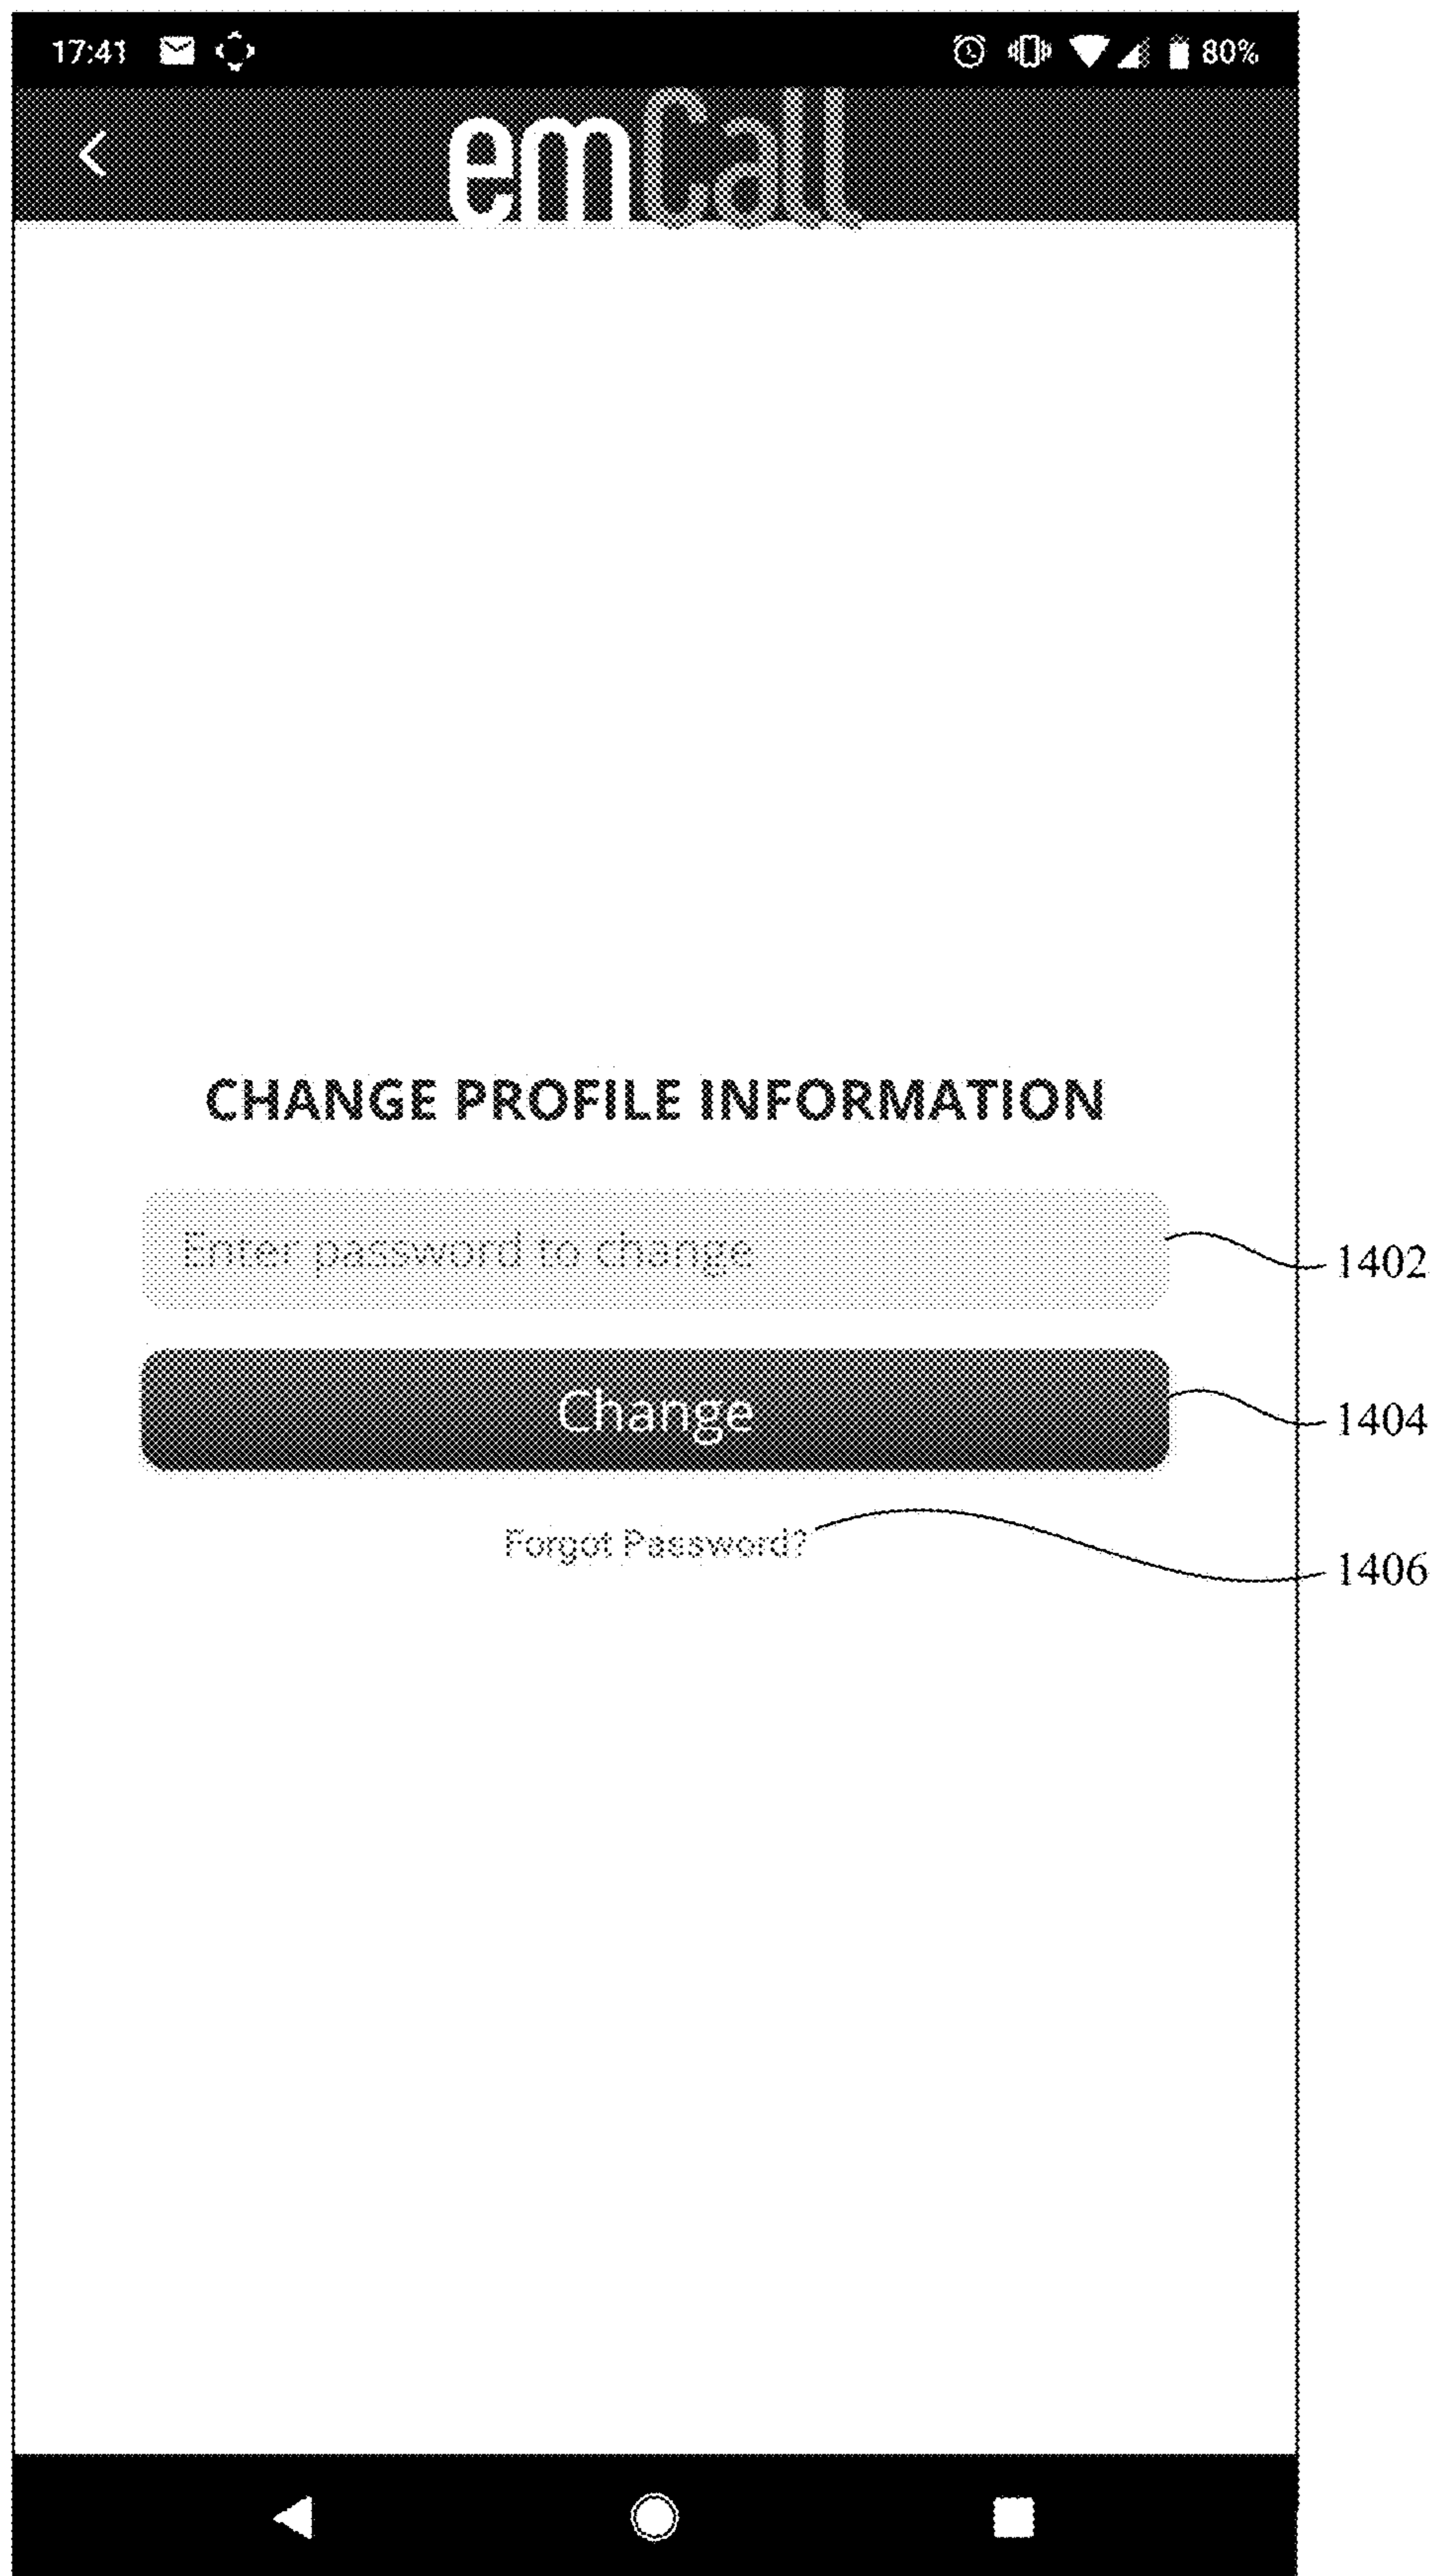 17:41 80%
emCall
CHANGE PROFILE INFORMATION
Enter password to change
1402
Change
1404
Forgot Password?
1406